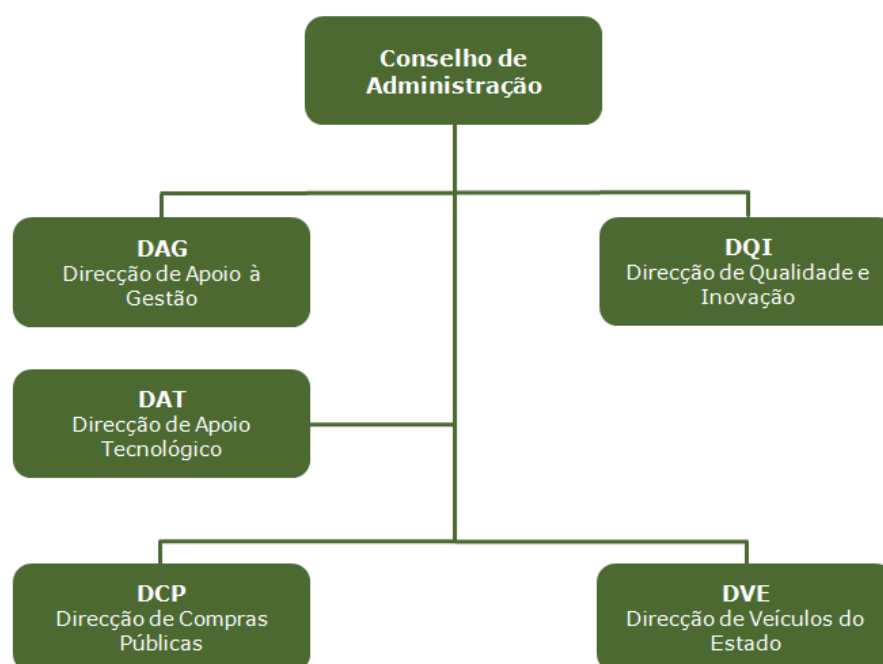 Conselho de
Administração
DAG
Direcção de Apoio à
Gestão
DQI
Direcção de Qualidade e
Inovação
DAT
Direcção de Apoio
Tecnológico
DCP
Direcção de Compras
Públicas
DVE
Direcção de Veículos do
Estado